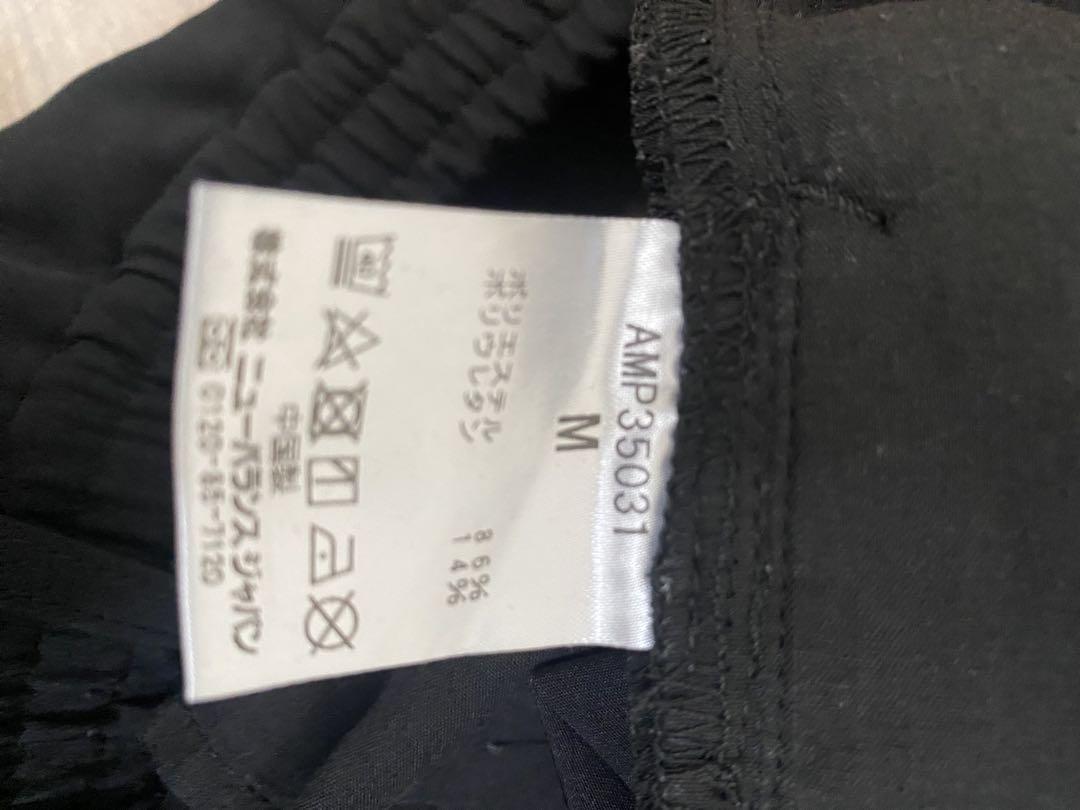 AMP35031
M
ポリエステル 86%
ポリウレタン 14%
40
中国製
株式会社 ニューバランスジャパン
0120-85-7120